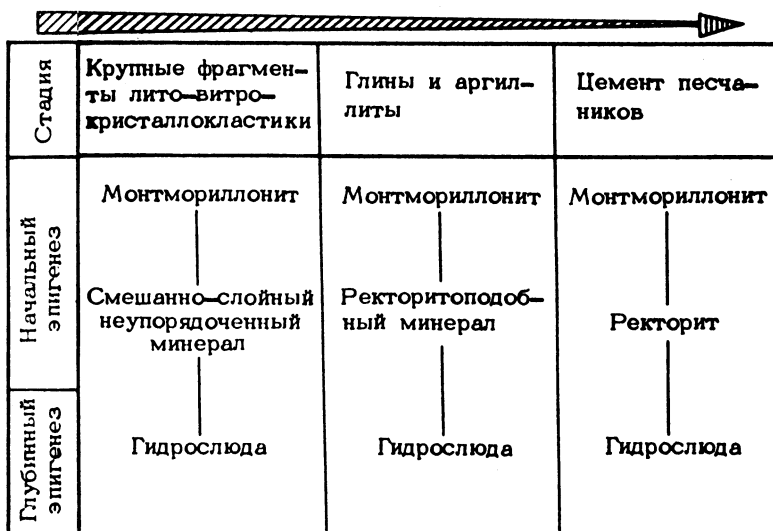 Стадия
Крупные фрагмен-
ты лито-витро-
кристаллокластики
Глины и аргил-
литы
Цемент песча-
ников
Начальный
эпигенез
Монтмориллонит
Смешанно-слойный
неупорядоченный
минерал
Монтмориллонит
Ректоритоподоб-
ный минерал
Монтмориллонит
Ректорит
Глубинный
эпигенез
Гидрослюда
Гидрослюда
Гидрослюда